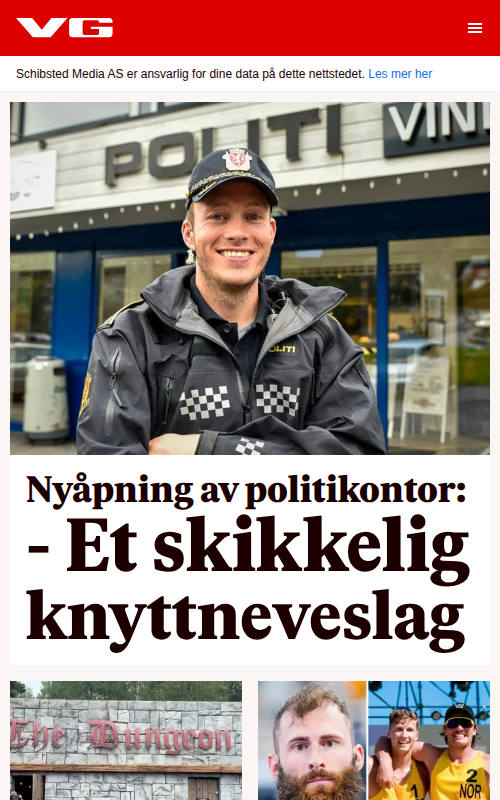 VG
Schibsted Media AS er ansvarlig for dine data på dette nettstedet. Les mer her
POLITI
VIN
POLITI
Nyåpning av politikontor:
- Et skikkelig
knyttneveslag
The Dungeon
1
2
NOR